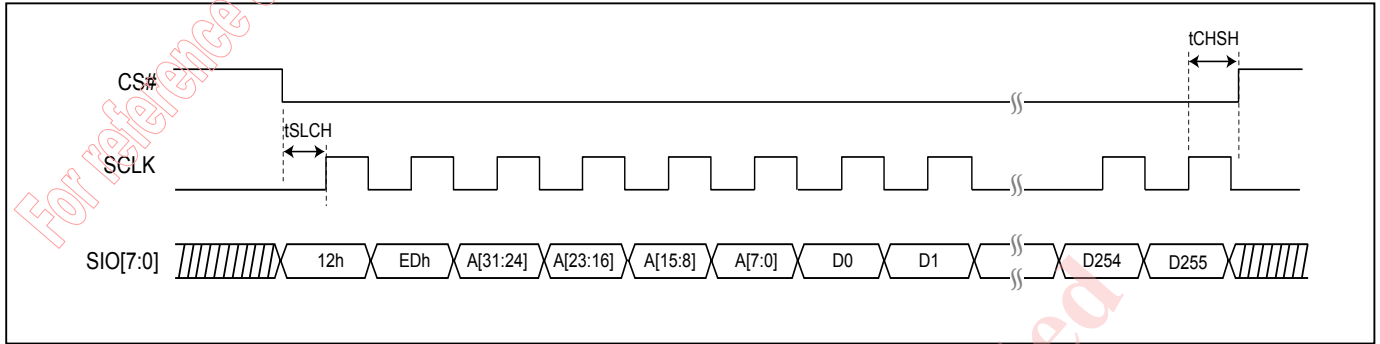 For reference
tCHSH
CS#
tSLCH
SCLK
SIO[7:0] 12h EDh A[31:24] A[23:16] A[15:8] A[7:0] D0 D1 D254 D255